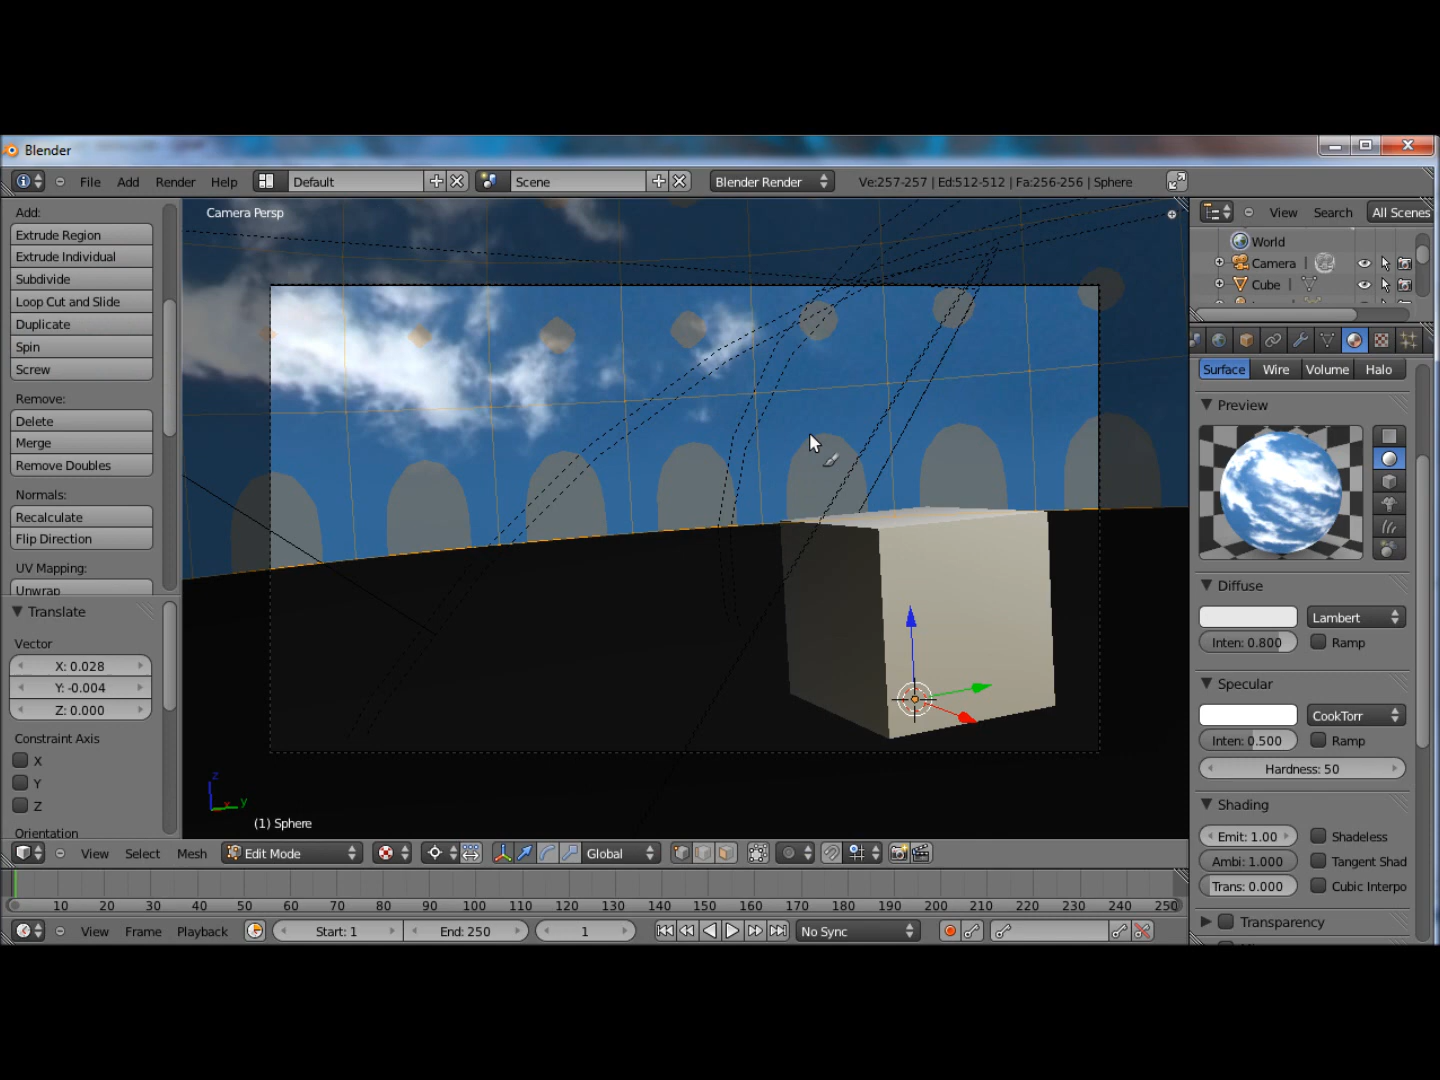 Blender
File Add Render Help Default Scene Blender Render Ve:257-257 | Ed:512-512 | Fa:256-256 | Sphere
Add:
Extrude Region
Extrude Individual
Subdivide
Loop Cut and Slide
Duplicate
Spin
Screw
Remove:
Delete
Merge
Remove Doubles
Normals:
Recalculate
Flip Direction
UV Mapping:
Unwrap
Translate
Vector
X: 0.028
Y: -0.004
Z: 0.000
Constraint Axis
X
Y
Z
Orientation
Camera Persp
z
x y
(1) Sphere
View Search All Scenes
World
Camera
Cube
Surface Wire Volume Halo
Preview
Diffuse
Lambert
Inten: 0.800 Ramp
Specular
CookTorr
Inten: 0.500 Ramp
Hardness: 50
Shading
Emit: 1.00 Shadeless
Ambi: 1.000 Tangent Shad
Trans: 0.000 Cubic Interpo
Transparency
View Select Mesh Edit Mode Global
10 20 30 40 50 60 70 80 90 100 110 120 130 140 150 160 170 180 190 200 210 220 230 240 250
View Frame Playback Start: 1 End: 250 1 No Sync